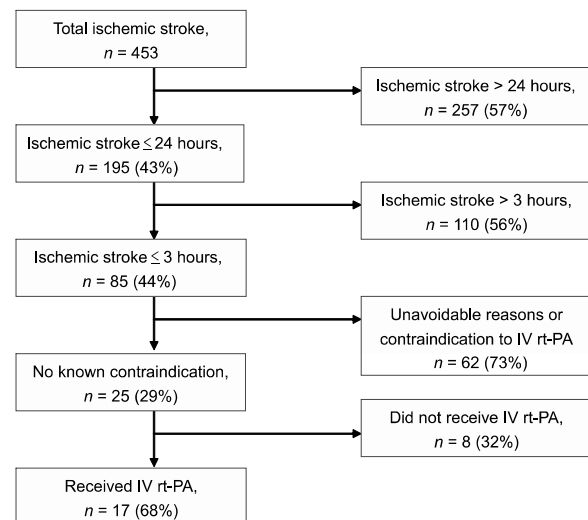 Total ischemic stroke,
n = 453
Ischemic stroke > 24 hours,
n = 257 (57%)
Ischemic stroke ≤ 24 hours,
n = 195 (43%)
Ischemic stroke > 3 hours,
n = 110 (56%)
Ischemic stroke ≤ 3 hours,
n = 85 (44%)
Unavoidable reasons or
contraindication to IV rt-PA
n = 62 (73%)
No known contraindication,
n = 25 (29%)
Did not receive IV rt-PA,
n = 8 (32%)
Received IV rt-PA,
n = 17 (68%)